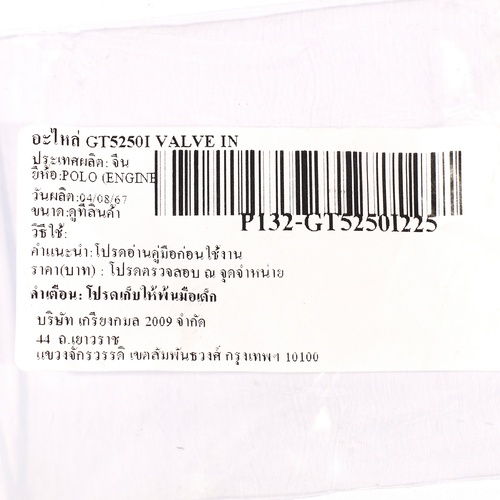 อะไหล่ GT5250I VALVE IN
ประเทศผลิต: จีน
ยี่ห้อ:POLO (ENGINE
วันผลิต:04/08/67
ขนาด:ดูที่สินค้า
P132-GT5250I225
วิธีใช้:
คำแนะนำ:โปรดอ่านคู่มือก่อนใช้งาน
ราคา(บาท) : โปรดตรวจสอบ ณ จุดจำหน่าย
คำเตือน: โปรดเก็บให้พ้นมือเด็ก
บริษัท เกรียงกมล 2009 จำกัด
44 ถ.เยาวราช
แขวงจักรวรรดิ เขตสัมพันธวงศ์ กรุงเทพฯ 10100